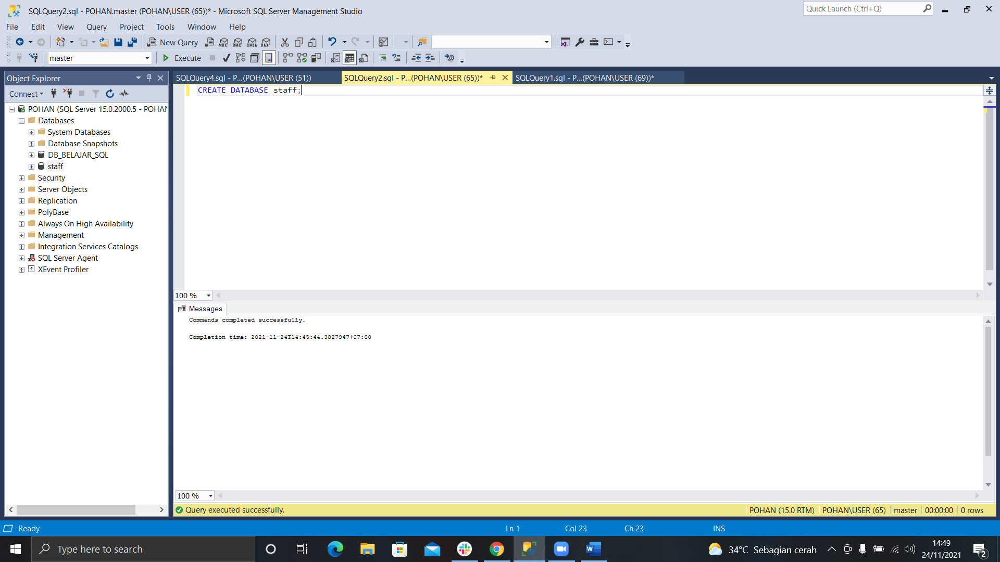 SQLQuery2.sql - POHAN.master (POHAN\USER (65))* - Microsoft SQL Server Management Studio
Quick Launch (Ctrl+Q)
File Edit View Query Project Tools Window Help
New Query MDX DMX XMLA DAX
master Execute
Object Explorer
SQLQuery4.sql - P...(POHAN\USER (51)) SQLQuery2.sql - P...(POHAN\USER (65))* SQLQuery1.sql - P...(POHAN\USER (69))*
Connect
CREATE DATABASE staff;
POHAN (SQL Server 15.0.2000.5 - POHAN
Databases
System Databases
Database Snapshots
DB_BELAJAR_SQL
staff
Security
Server Objects
Replication
PolyBase
Always On High Availability
Management
Integration Services Catalogs
SQL Server Agent
XEvent Profiler
100 %
Messages
Commands completed successfully.
Completion time: 2021-11-24T14:45:44.3827947+07:00
100 %
Query executed successfully. POHAN (15.0 RTM) POHAN\USER (65) master 00:00:00 0 rows
Ready Ln 1 Col 23 Ch 23 INS
Type here to search 34°C Sebagian cerah 14:49
24/11/2021 2